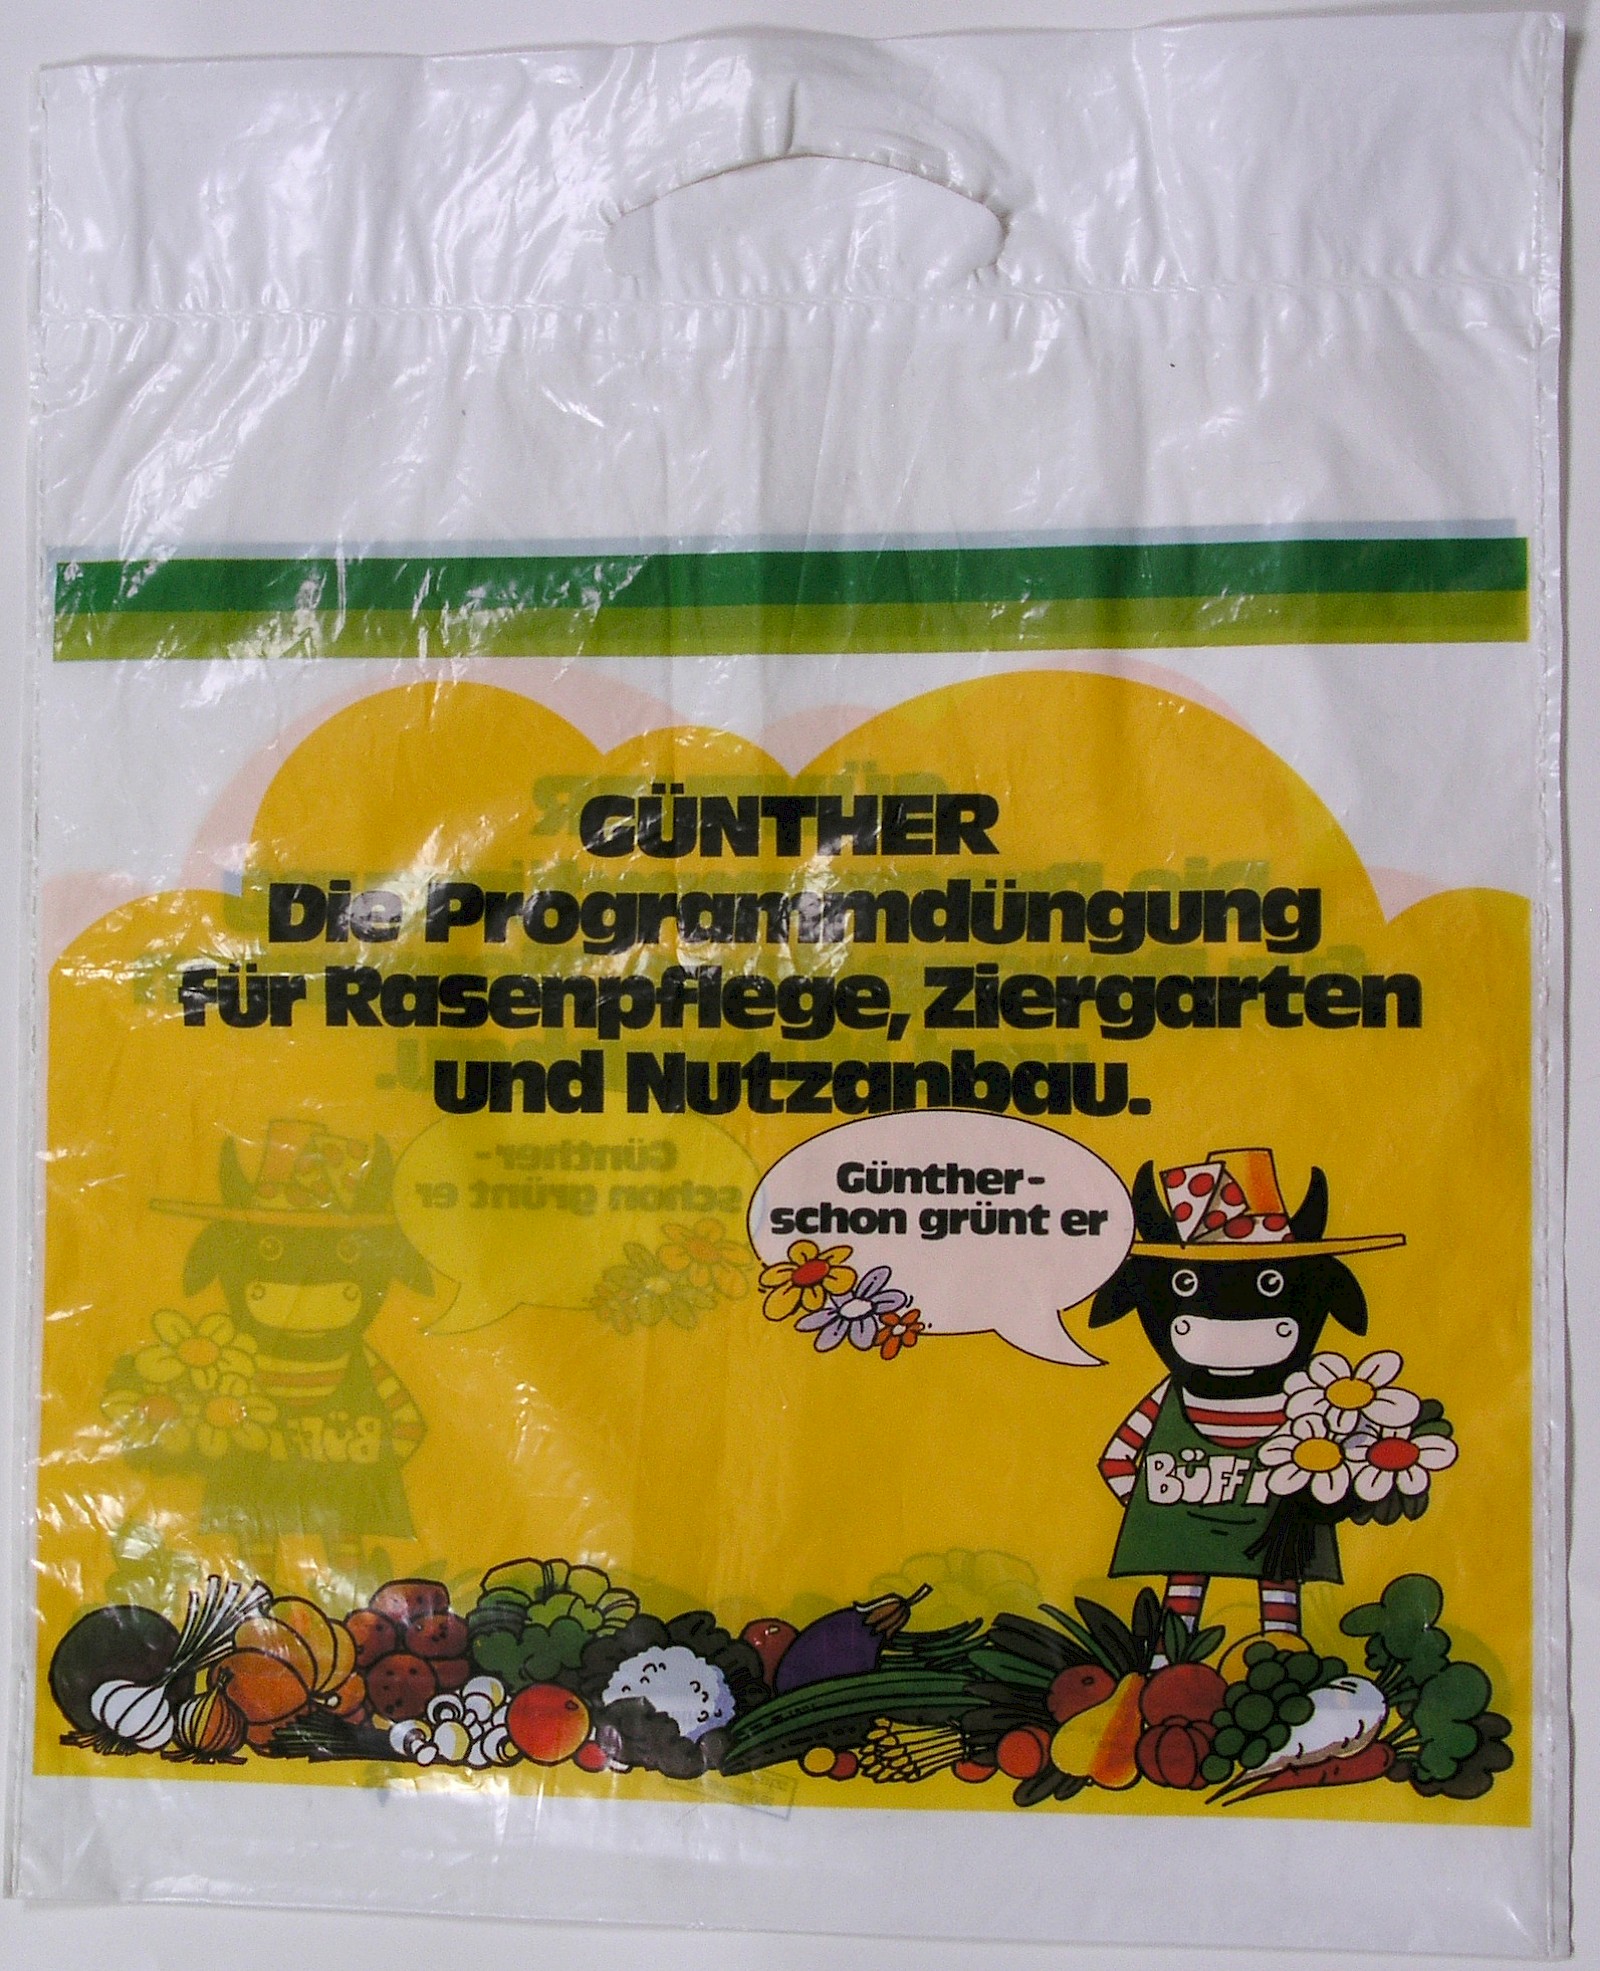 GÜNTHER
Die Programmdüngung
für Rasenpflege, Ziergarten
und Nutzanbau.
Günther-
schon grünt er
BÜFFI